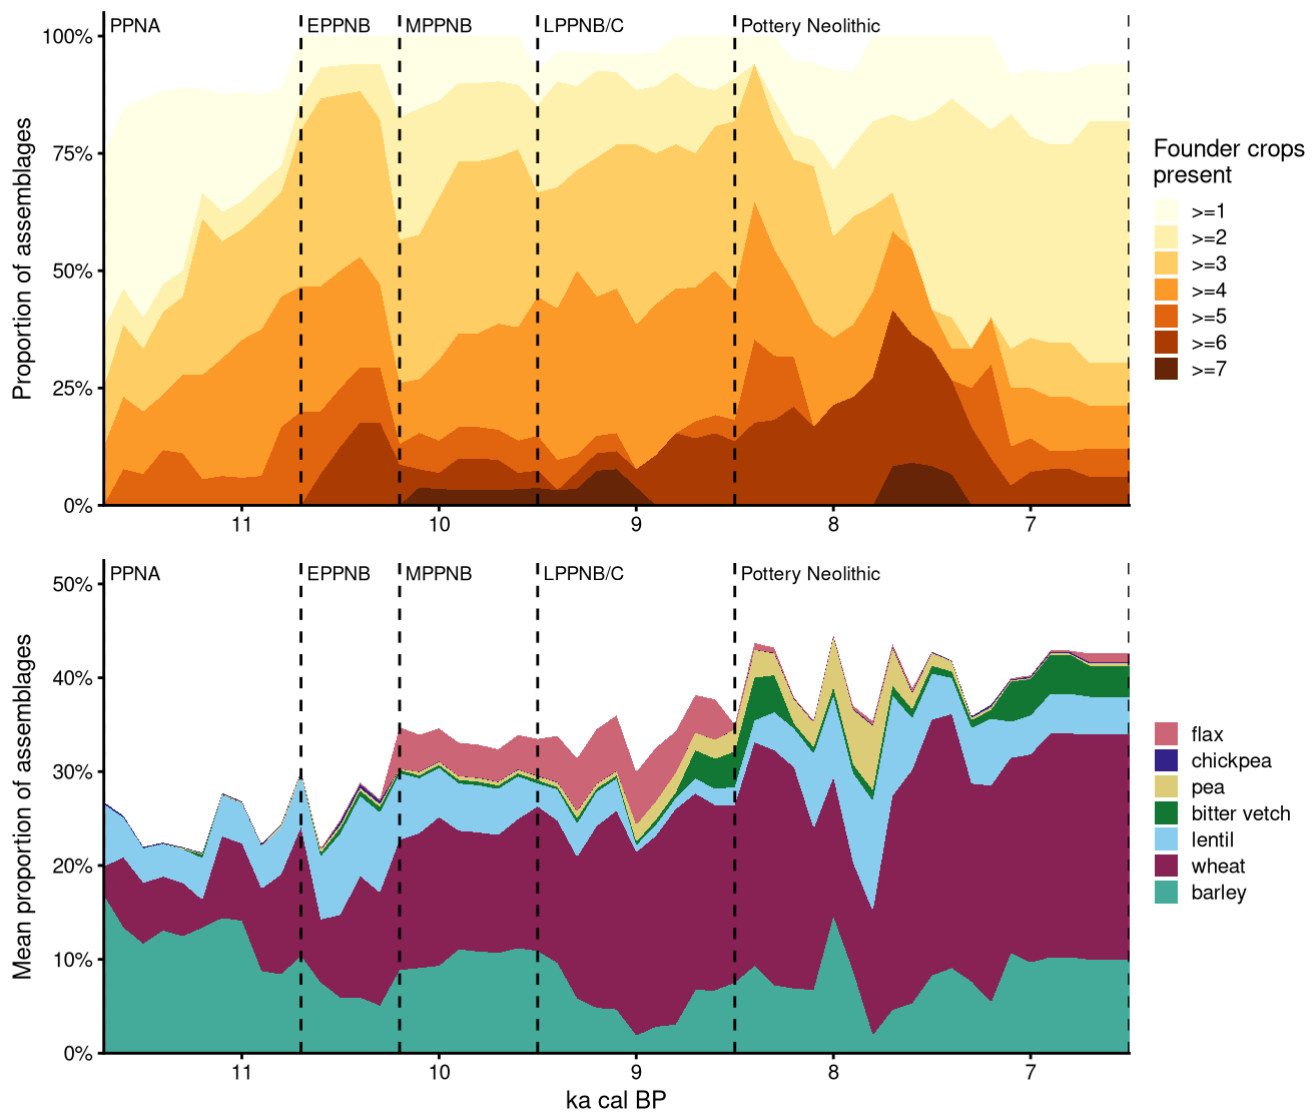 PPNA EPPNB MPPNB LPPNB/C Pottery Neolithic
100%
75%
50%
25%
0%
Proportion of assemblages
11 10 9 8 7
Founder crops
present
>=1
>=2
>=3
>=4
>=5
>=6
>=7
PPNA EPPNB MPPNB LPPNB/C Pottery Neolithic
50%
40%
30%
20%
10%
0%
Mean proportion of assemblages
11 10 9 8 7
ka cal BP
flax
chickpea
pea
bitter vetch
lentil
wheat
barley